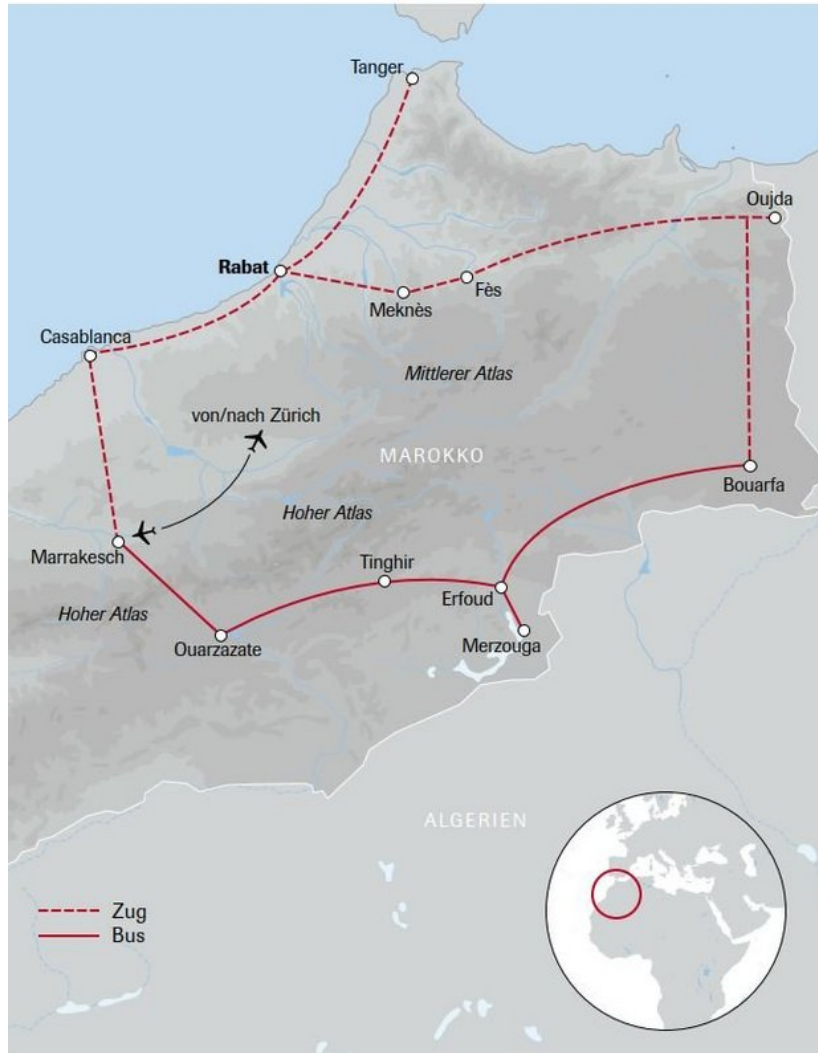 Tanger
Oujda
Rabat
Fès
Meknès
Casablanca
Mittlerer Atlas
von/nach Zürich
MAROKKO
Bouarfa
Hoher Atlas
Marrakesch
Tinghir
Erfoud
Hoher Atlas
Ouarzazate
Merzouga
ALGERIEN
Zug
Bus